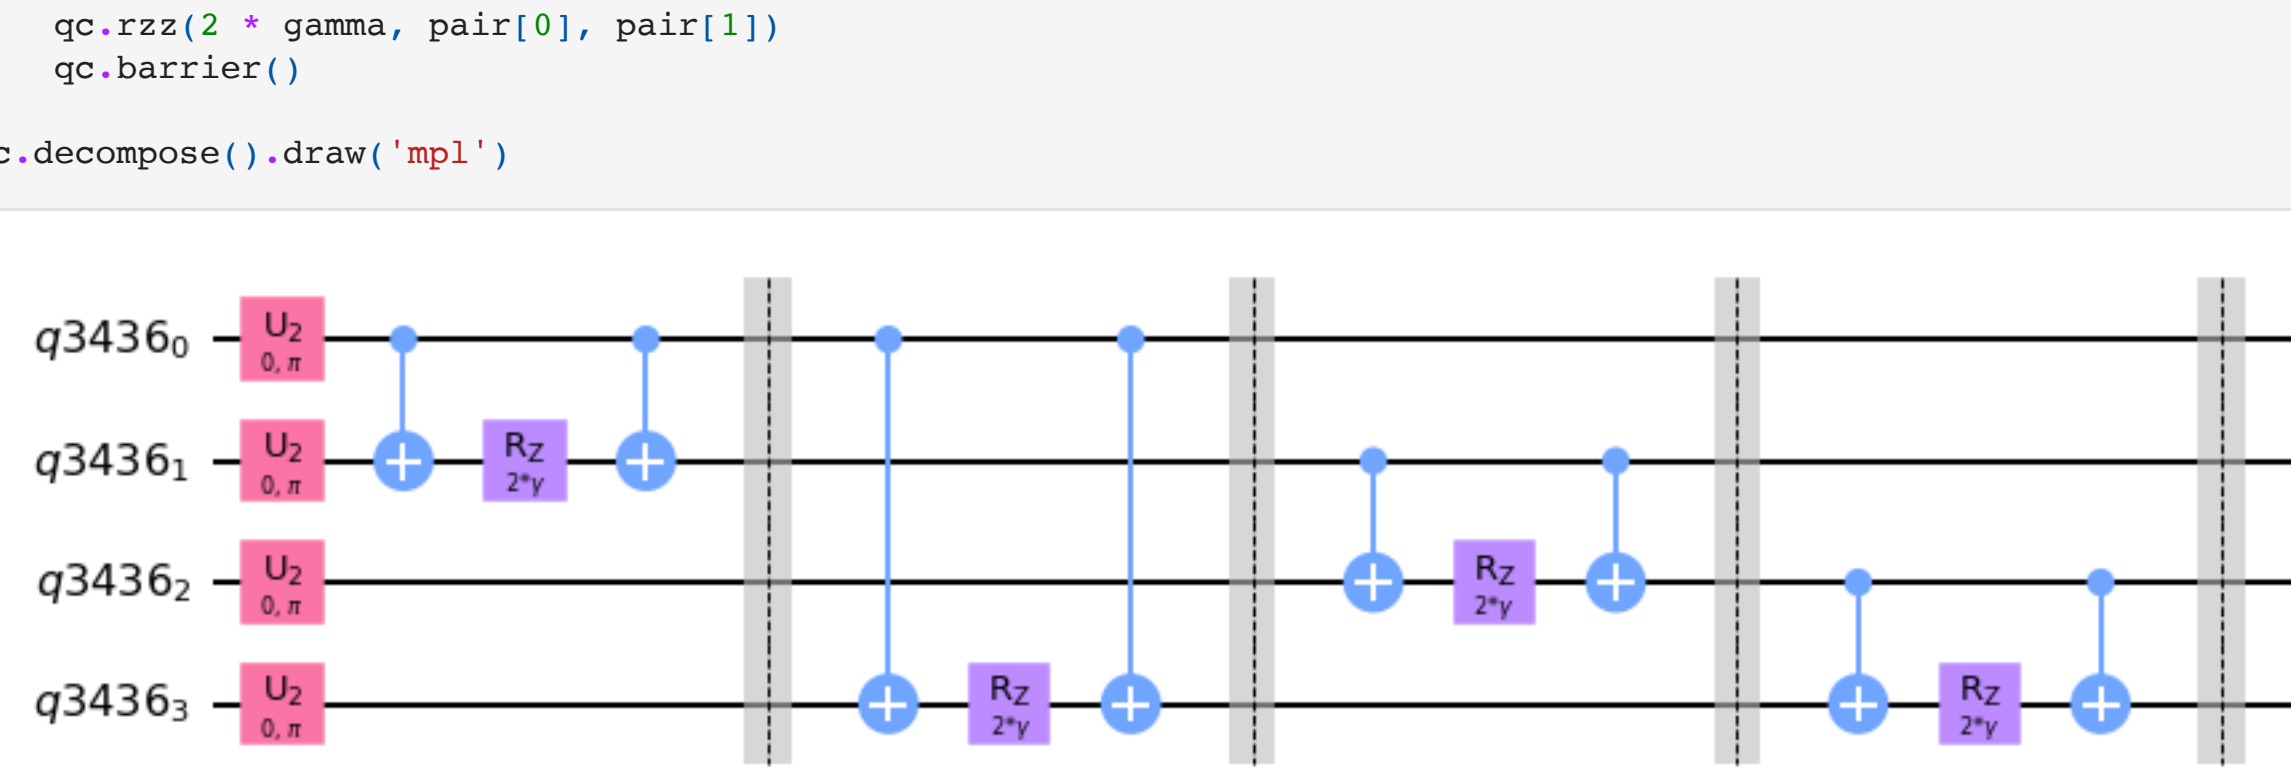 qc.rzz(2 * gamma, pair[0], pair[1])
qc.barrier()
c.decompose().draw('mpl')
q3436₀ U₂ 0, π
q3436₁ U₂ 0, π R_Z 2*γ
q3436₂ U₂ 0, π R_Z 2*γ
q3436₃ U₂ 0, π R_Z 2*γ R_Z 2*γ